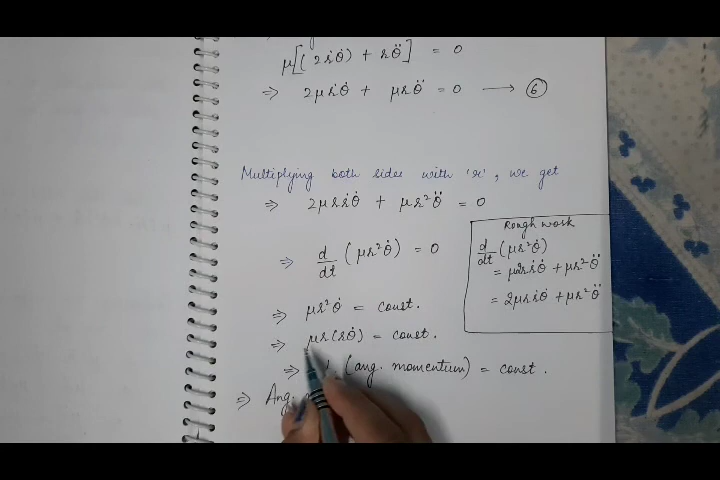 μ[(2ṙθ̇) + rθ̈] = 0
⇒ 2μṙθ̇ + μrθ̈ = 0 ⟶ ⑥
Multiplying both sides with 'r', we get
⇒ 2μrṙθ̇ + μr²θ̈ = 0
⇒ d/dt (μr²θ̇) = 0
⇒ μr²θ̇ = const.
⇒ μr(rθ̇) = const.
⇒ (ang. momentum) = const.
⇒ Ang.
Rough work
d/dt (μr²θ̇)
= μ2rṙθ̇ + μr²θ̈
= 2μrṙθ̇ + μr²θ̈